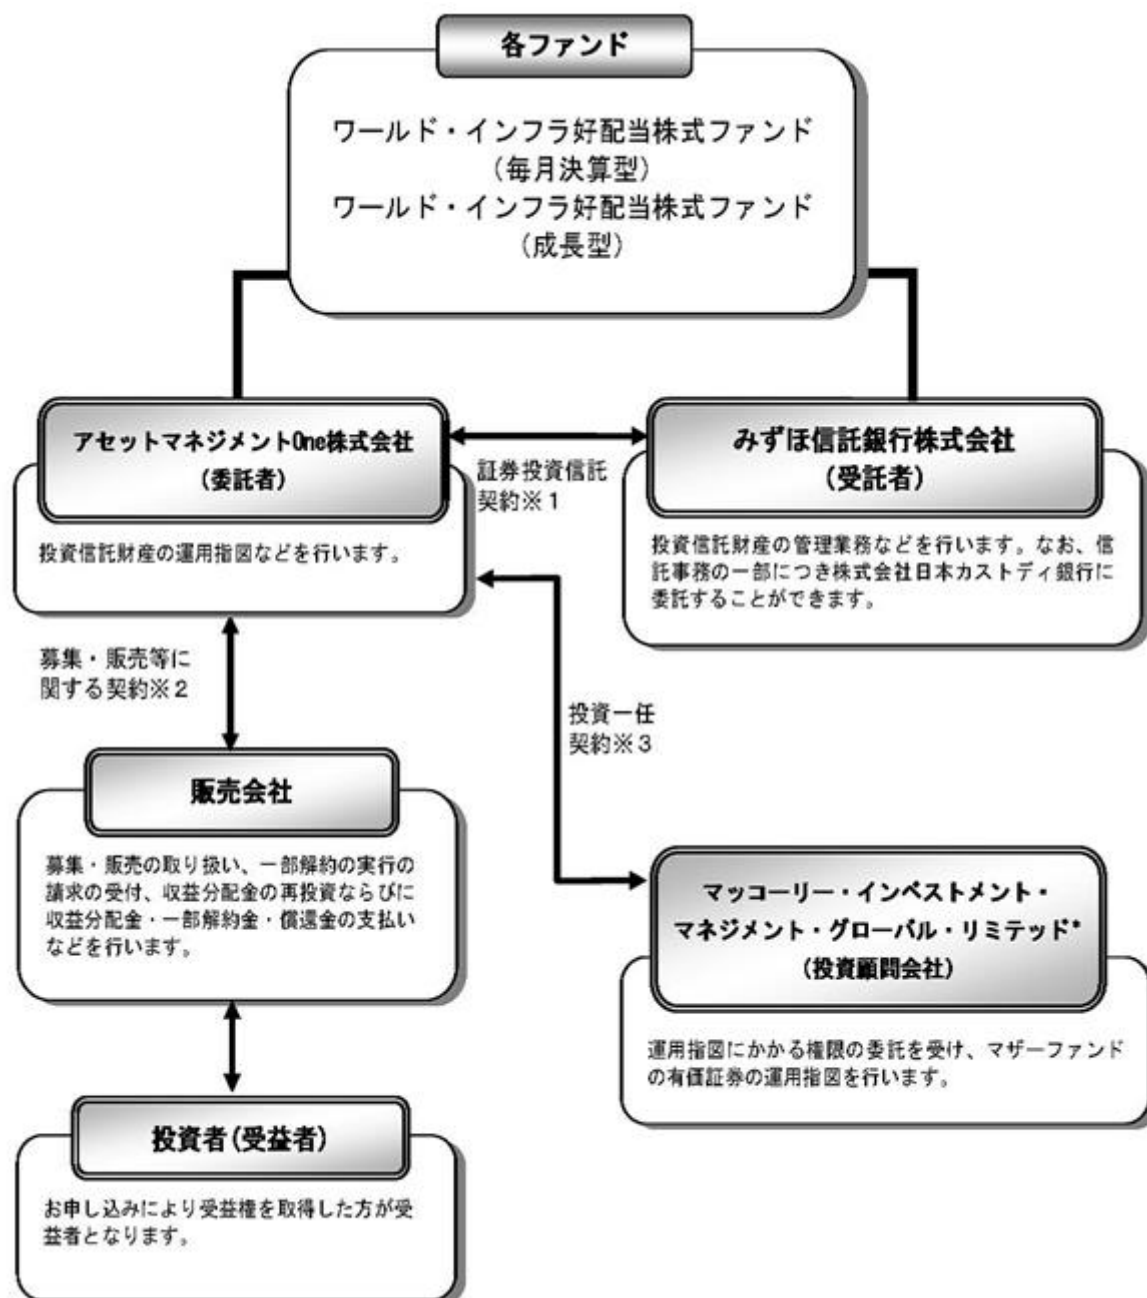 各ファンド
ワールド・インフラ好配当株式ファンド
(毎月決算型)
ワールド・インフラ好配当株式ファンド
(成長型)
アセットマネジメントOne株式会社
(委託者)
投資信託財産の運用指図などを行います。
証券投資信託
契約※1
みずほ信託銀行株式会社
(受託者)
投資信託財産の管理業務などを行います。なお、信
託事務の一部につき株式会社日本カストディ銀行に
委託することができます。
募集・販売等に
関する契約※2
投資一任
契約※3
販売会社
募集・販売の取り扱い、一部解約の実行の
請求の受付、収益分配金の再投資ならびに
収益分配金・一部解約金・償還金の支払い
などを行います。
マッコーリー・インベストメント・
マネジメント・グローバル・リミテッド*
(投資顧問会社)
運用指図にかかる権限の委託を受け、マザーファンド
の有価証券の運用指図を行います。
投資者(受益者)
お申し込みにより受益権を取得した方が受
益者となります。